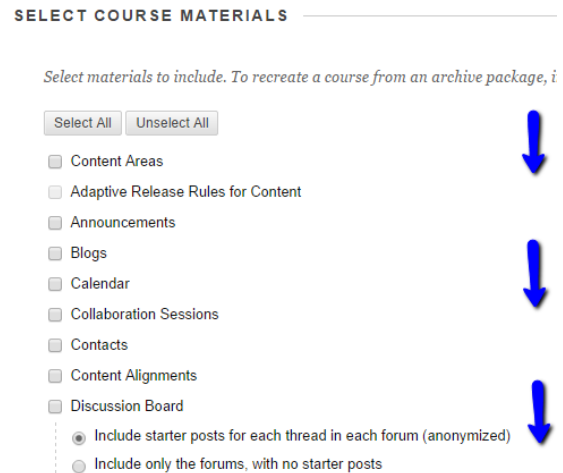 SELECT COURSE MATERIALS
Select materials to include. To recreate a course from an archive package, i
Select All Unselect All
Content Areas
Adaptive Release Rules for Content
Announcements
Blogs
Calendar
Collaboration Sessions
Contacts
Content Alignments
Discussion Board
Include starter posts for each thread in each forum (anonymized)
Include only the forums, with no starter posts